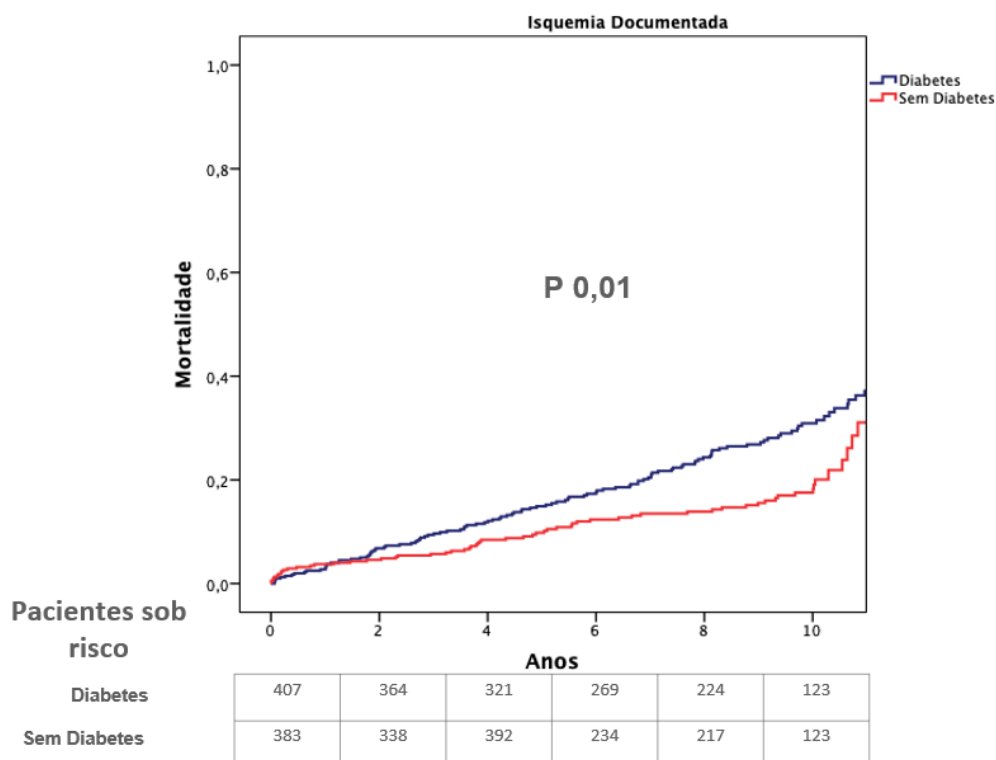 Isquemia Documentada
Diabetes
Sem Diabetes
Mortalidade
1,0
0,8
0,6
0,4
0,2
0,0
P 0,01
0 2 4 6 8 10
Anos
Pacientes sob
risco
Diabetes 407 364 321 269 224 123
Sem Diabetes 383 338 392 234 217 123